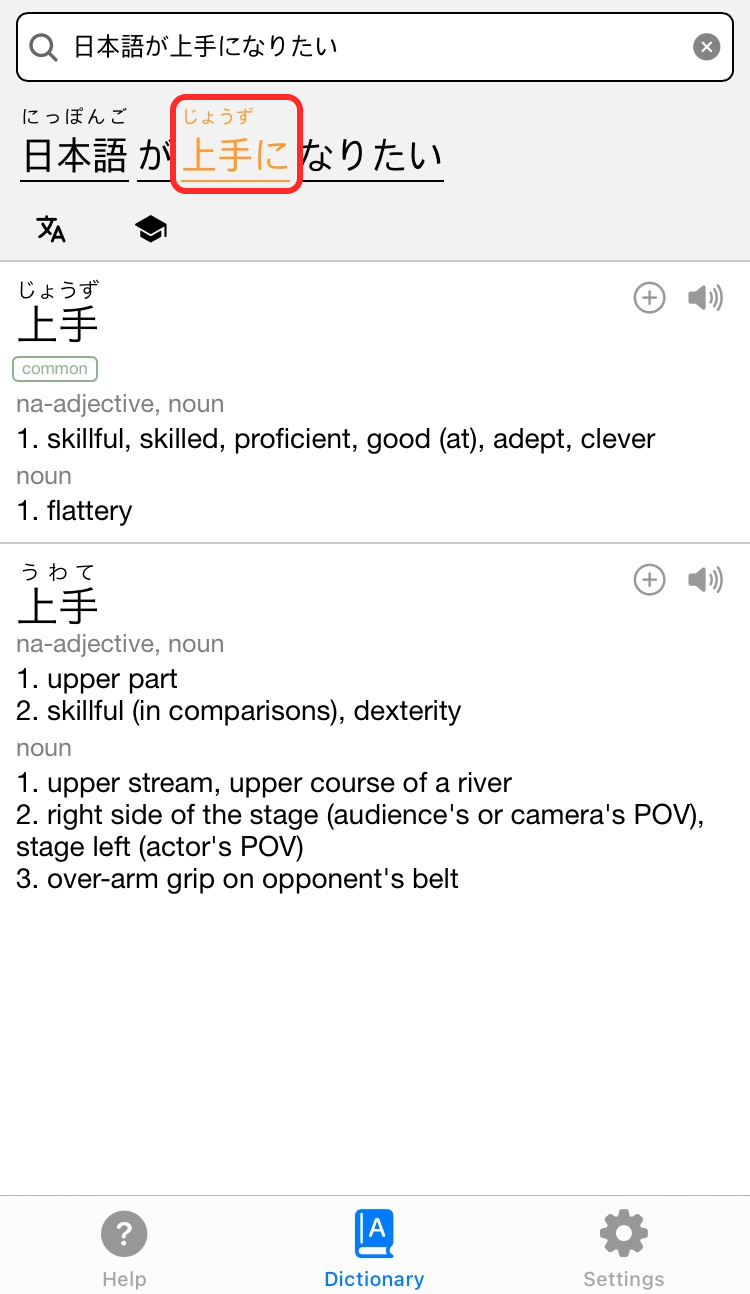 日本語が上手になりたい
にっぽんご じょうず
日本語 が 上手に なりたい
文A
じょうず
上手
common
na-adjective, noun
1. skillful, skilled, proficient, good (at), adept, clever
noun
1. flattery
うわて
上手
na-adjective, noun
1. upper part
2. skillful (in comparisons), dexterity
noun
1. upper stream, upper course of a river
2. right side of the stage (audience's or camera's POV),
stage left (actor's POV)
3. over-arm grip on opponent's belt
? A
Help Dictionary Settings